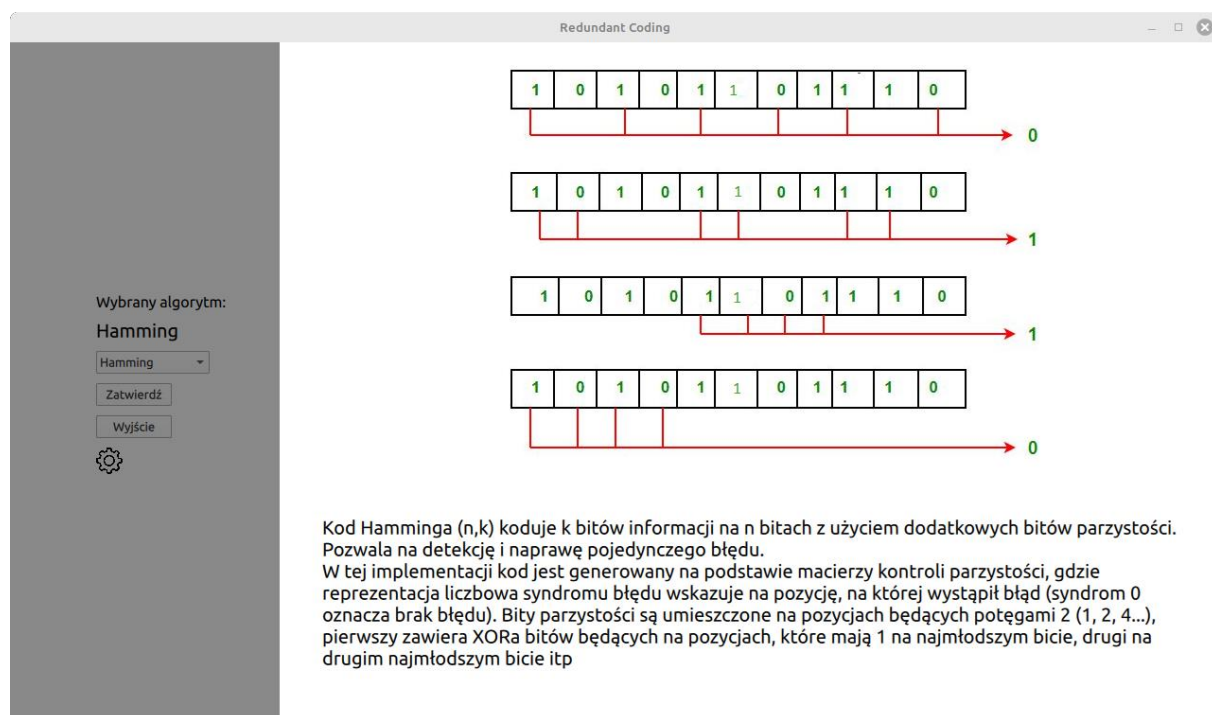 Redundant Coding
1 0 1 0 1 1 0 1 1 1 0
0
1 0 1 0 1 1 0 1 1 1 0
1
1 0 1 0 1 1 0 1 1 1 0
1
1 0 1 0 1 1 0 1 1 1 0
0
Wybrany algorytm:
Hamming
Hamming
Zatwierdź
Wyjście
Kod Hamminga (n,k) koduje k bitów informacji na n bitach z użyciem dodatkowych bitów parzystości.
Pozwala na detekcję i naprawę pojedynczego błędu.
W tej implementacji kod jest generowany na podstawie macierzy kontroli parzystości, gdzie
reprezentacja liczbowa syndromu błędu wskazuje na pozycję, na której wystąpił błąd (syndrom 0
oznacza brak błędu). Bity parzystości są umieszczone na pozycjach będących potęgami 2 (1, 2, 4...),
pierwszy zawiera XORa bitów będących na pozycjach, które mają 1 na najmłodszym bicie, drugi na
drugim najmłodszym bicie itp